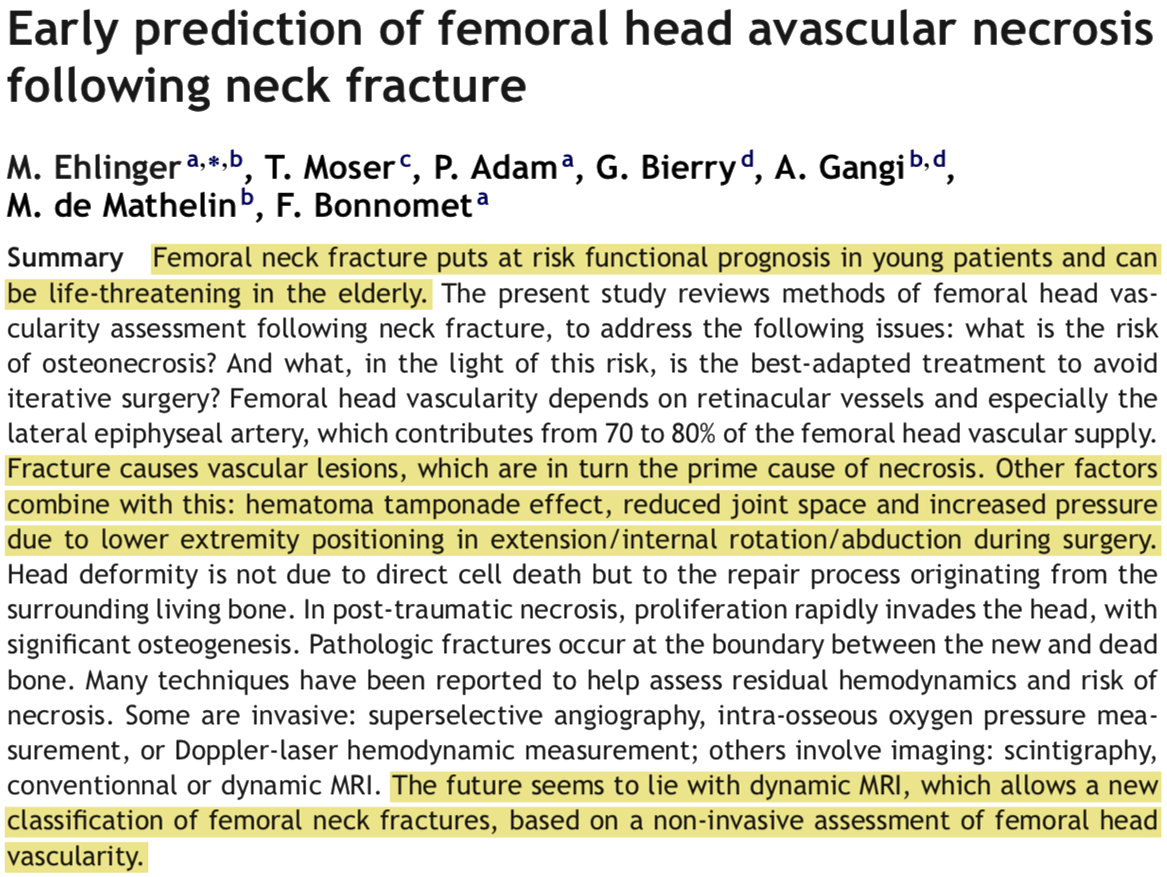 Early prediction of femoral head avascular necrosis
following neck fracture
M. Ehlinger a,*,b, T. Moser c, P. Adam a, G. Bierry d, A. Gangi b,d,
M. de Mathelin b, F. Bonnomet a
Summary Femoral neck fracture puts at risk functional prognosis in young patients and can
be life-threatening in the elderly. The present study reviews methods of femoral head vas-
cularity assessment following neck fracture, to address the following issues: what is the risk
of osteonecrosis? And what, in the light of this risk, is the best-adapted treatment to avoid
iterative surgery? Femoral head vascularity depends on retinacular vessels and especially the
lateral epiphyseal artery, which contributes from 70 to 80% of the femoral head vascular supply.
Fracture causes vascular lesions, which are in turn the prime cause of necrosis. Other factors
combine with this: hematoma tamponade effect, reduced joint space and increased pressure
due to lower extremity positioning in extension/internal rotation/abduction during surgery.
Head deformity is not due to direct cell death but to the repair process originating from the
surrounding living bone. In post-traumatic necrosis, proliferation rapidly invades the head, with
significant osteogenesis. Pathologic fractures occur at the boundary between the new and dead
bone. Many techniques have been reported to help assess residual hemodynamics and risk of
necrosis. Some are invasive: superselective angiography, intra-osseous oxygen pressure mea-
surement, or Doppler-laser hemodynamic measurement; others involve imaging: scintigraphy,
conventionnal or dynamic MRI. The future seems to lie with dynamic MRI, which allows a new
classification of femoral neck fractures, based on a non-invasive assessment of femoral head
vascularity.